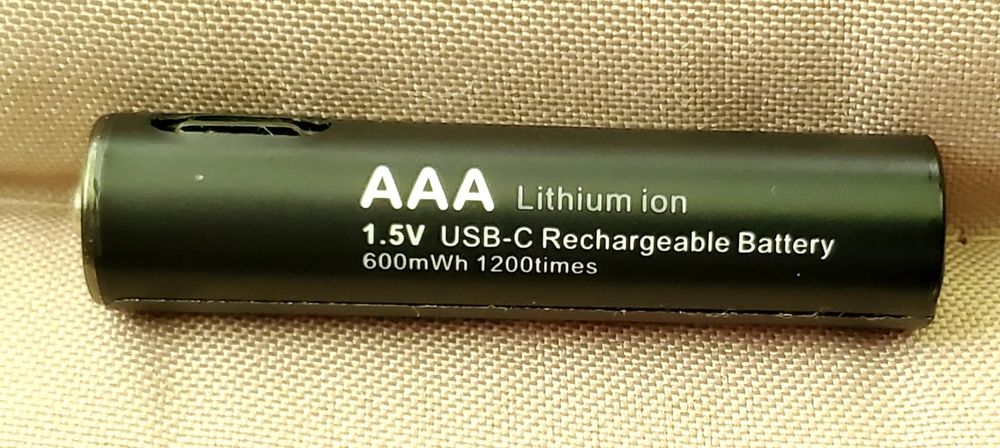 AAA Lithium ion
1.5V USB-C Rechargeable Battery
600mWh 1200times